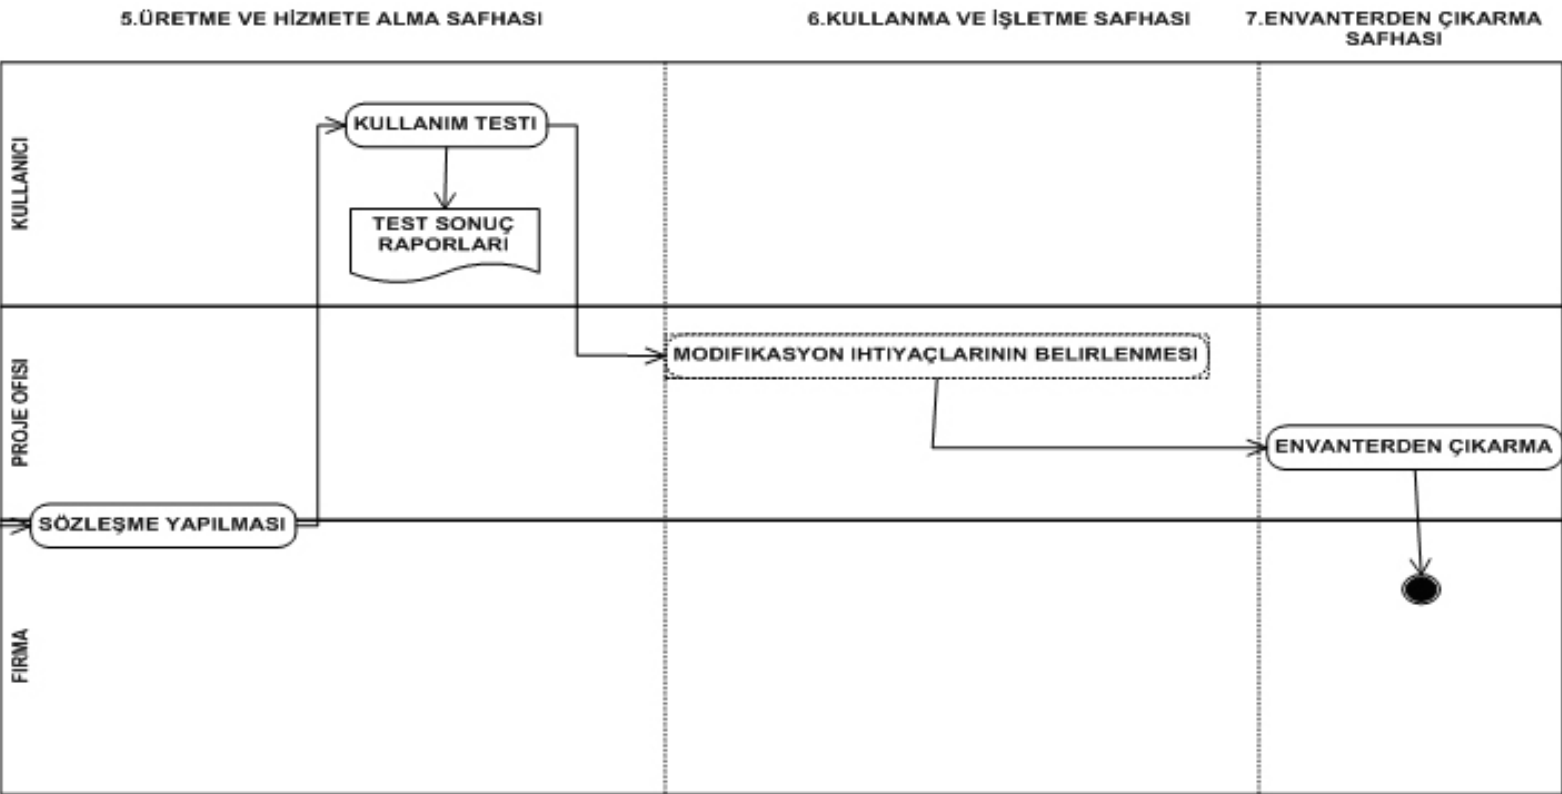 5.ÜRETME VE HİZMETE ALMA SAFHASI
6.KULLANMA VE İŞLETME SAFHASI
7.ENVANTERDEN ÇIKARMA
SAFHASI
KULLANICI
KULLANIM TESTI
TEST SONUÇ
RAPORLARI
PROJE OFISI
MODIFIKASYON IHTIYAÇLARININ BELIRLENMESI
ENVANTERDEN ÇIKARMA
SÖZLEŞME YAPILMASI
FIRMA